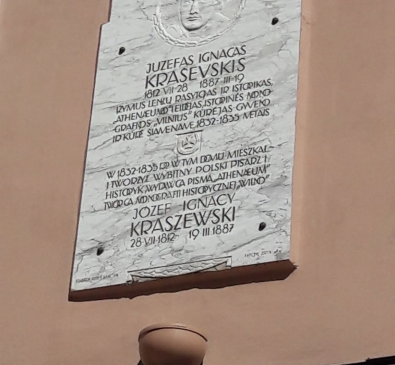 JUZEFAS IGNACAS
KRAŠEVSKIS
1812·VII·28 1887·III·19
IŽYMUS LENKŲ RAŠYTOJAS IR ISTORIKAS,
„ATHENAEUM” LEIDĖJAS, ISTORINĖS MONO-
GRAFIJOS „VILNIUS” KŪRĖJAS, GYVENO
IR KŪRĖ ŠIAME NAME, 1832-1835 METAIS
W 1832-1835 W TYM DOMU MIESZKAŁ
I TWORZYŁ WYBITNY POLSKI PISARZ I
HISTORYK, WYDAWCA PISMA „ATHENAEUM”
TWÓRCA MONOGRAFII HISTORYCZNEJ „WILNO”
JÓZEF IGNACY
KRASZEWSKI
28·VII·1812- 19·III·1887